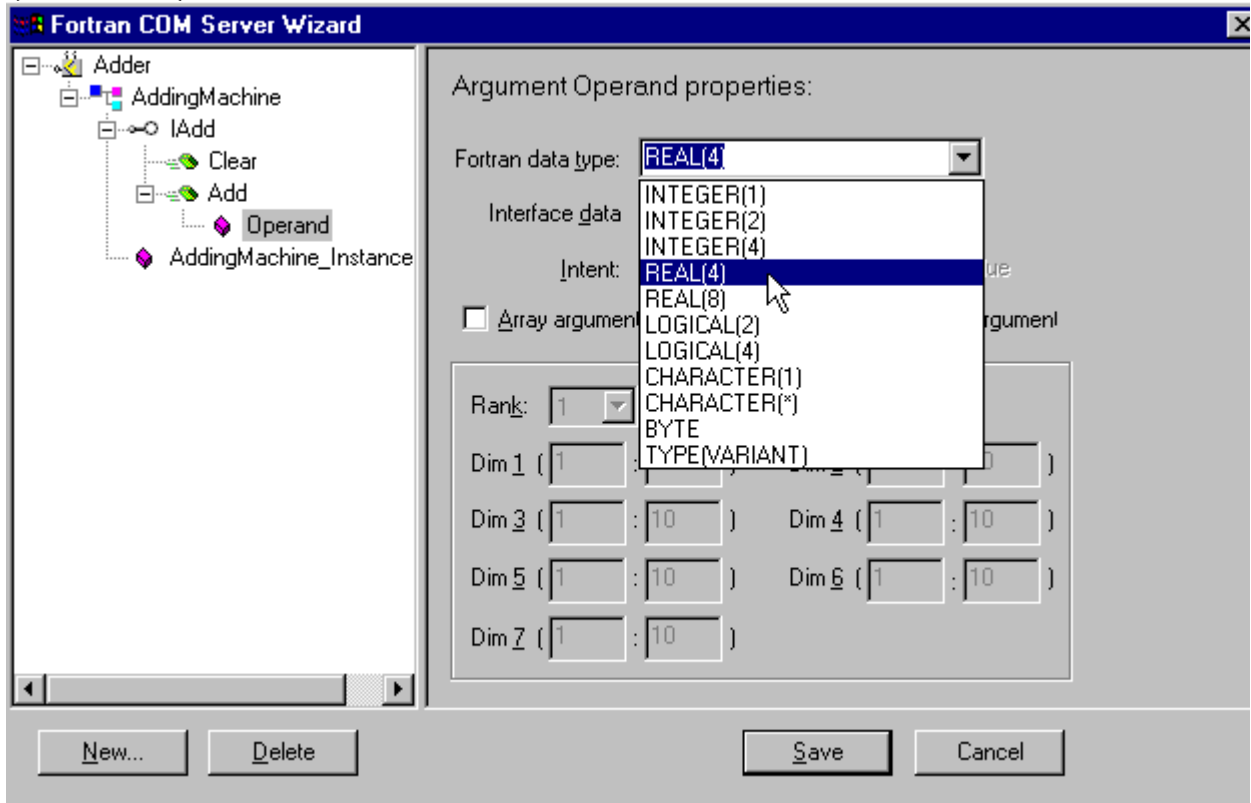 Fortran COM Server Wizard
Adder
AddingMachine
IAdd
Clear
Add
Operand
AddingMachine_Instance
Argument Operand properties:
Fortran data type: REAL(4)
INTEGER(1)
INTEGER(2)
INTEGER(4)
REAL(4)
REAL(8)
LOGICAL(2)
LOGICAL(4)
CHARACTER(1)
CHARACTER(*)
BYTE
TYPE(VARIANT)
Interface data
Intent:
Array argument
Rank: 1
Dim 1 ( 1 : )
Dim 3 ( 1 : 10 ) Dim 4 ( 1 : 10 )
Dim 5 ( 1 : 10 ) Dim 6 ( 1 : 10 )
Dim 7 ( 1 : 10 )
New... Delete Save Cancel